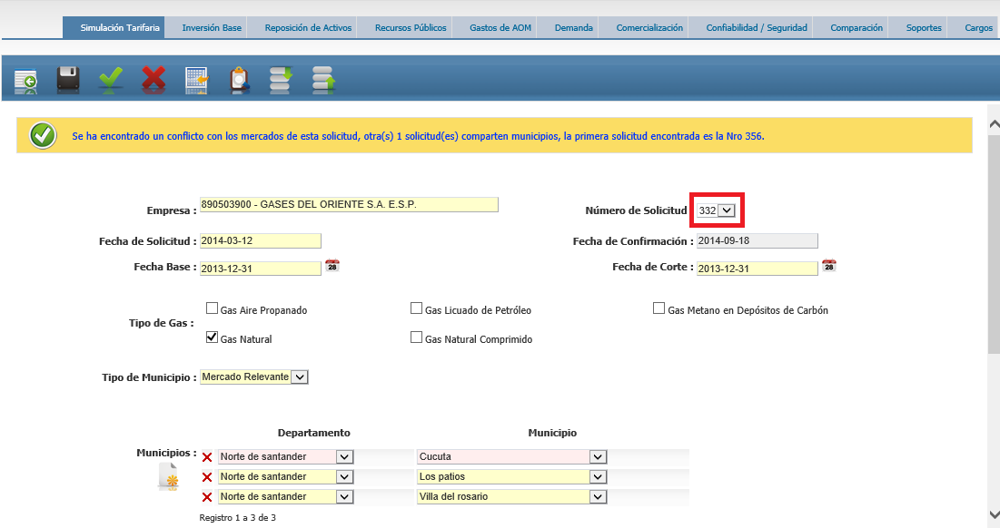 Simulación Tarifaria Inversión Base Reposición de Activos Recursos Públicos Gastos de AOM Demanda Comercialización Confiabilidad / Seguridad Comparación Soportes Cargos
Se ha encontrado un conflicto con los mercados de esta solicitud, otra(s) 1 solicitud(es) comparten municipios, la primera solicitud encontrada es la Nro 356.
Empresa : 890503900 - GASES DEL ORIENTE S.A. E.S.P. Número de Solicitud 332
Fecha de Solicitud : 2014-03-12 Fecha de Confirmación : 2014-09-18
Fecha Base : 2013-12-31 28 Fecha de Corte : 2013-12-31 28
Gas Aire Propanado Gas Licuado de Petróleo Gas Metano en Depósitos de Carbón
Tipo de Gas :
Gas Natural Gas Natural Comprimido
Tipo de Municipio : Mercado Relevante
Departamento Municipio
Municipios : Norte de santander Cucuta
Norte de santander Los patios
Norte de santander Villa del rosario
Registro 1 a 3 de 3